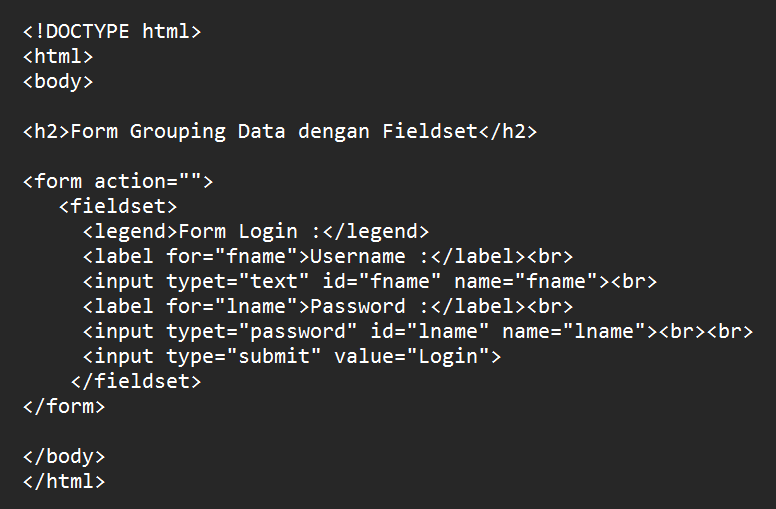 <!DOCTYPE html>
<html>
<body>
<h2>Form Grouping Data dengan Fieldset</h2>
<form action="">
<fieldset>
<legend>Form Login :</legend>
<label for="fname">Username :</label><br>
<input typet="text" id="fname" name="fname"><br>
<label for="lname">Password :</label><br>
<input typet="password" id="lname" name="lname"><br><br>
<input type="submit" value="Login">
</fieldset>
</form>
</body>
</html>